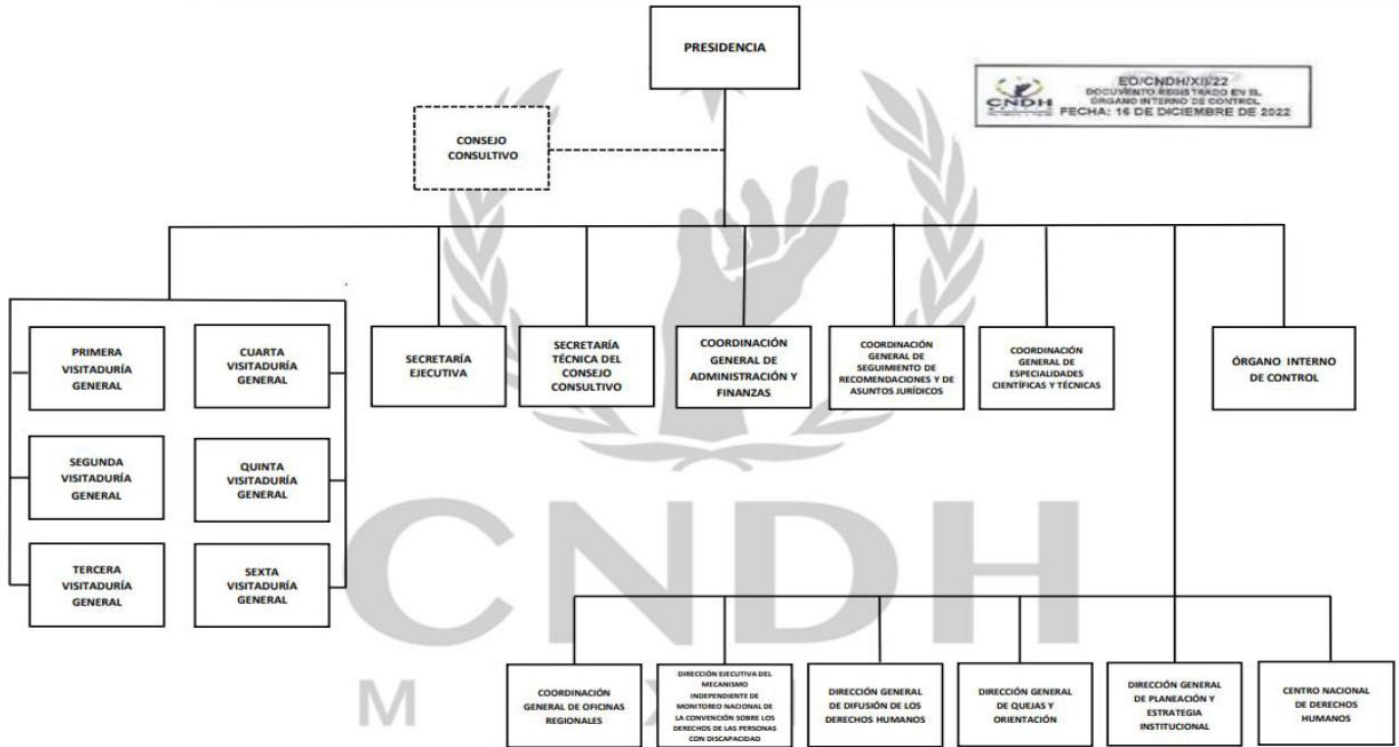 PRESIDENCIA
EO/CNDH/XII/22
DOCUMENTO REGISTRADO EN EL
ÓRGANO INTERNO DE CONTROL
FECHA: 16 DE DICIEMBRE DE 2022
CNDH
CONSEJO
CONSULTIVO
PRIMERA
VISITADURÍA
GENERAL
CUARTA
VISITADURÍA
GENERAL
SEGUNDA
VISITADURÍA
GENERAL
QUINTA
VISITADURÍA
GENERAL
TERCERA
VISITADURÍA
GENERAL
SEXTA
VISITADURÍA
GENERAL
SECRETARÍA
EJECUTIVA
SECRETARÍA
TÉCNICA DEL
CONSEJO
CONSULTIVO
COORDINACIÓN
GENERAL DE
ADMINISTRACIÓN Y
FINANZAS
COORDINACIÓN
GENERAL DE
SEGUIMIENTO DE
RECOMENDACIONES Y DE
ASUNTOS JURÍDICOS
COORDINACIÓN
GENERAL DE
ESPECIALIDADES
CIENTÍFICAS Y TÉCNICAS
ÓRGANO INTERNO
DE CONTROL
CNDH
COORDINACIÓN
GENERAL DE OFICINAS
REGIONALES
DIRECCIÓN EJECUTIVA DEL
MECANISMO
INDEPENDIENTE DE
MONITOREO NACIONAL DE
LA CONVENCIÓN SOBRE LOS
DERECHOS DE LAS PERSONAS
CON DISCAPACIDAD
DIRECCIÓN GENERAL
DE DIFUSIÓN DE LOS
DERECHOS HUMANOS
DIRECCIÓN GENERAL
DE QUEJAS Y
ORIENTACIÓN
DIRECCIÓN GENERAL
DE PLANEACIÓN Y
ESTRATEGIA
INSTITUCIONAL
CENTRO NACIONAL
DE DERECHOS
HUMANOS